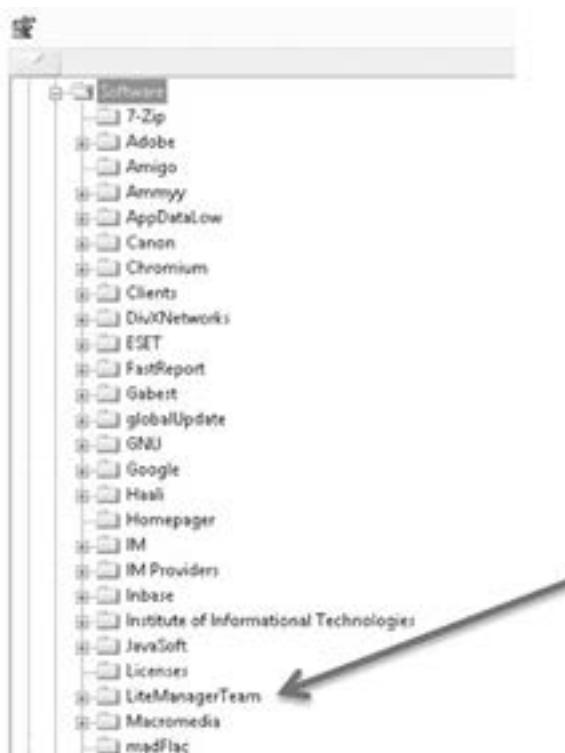 Software
7-Zip
Adobe
Amigo
Ammyy
AppDataLow
Canon
Chromium
Clients
DivXNetworks
ESET
FastReport
Gabest
globalUpdate
GNU
Google
Haali
Homepager
IM
IM Providers
Inbase
Institute of Informational Technologies
JavaSoft
Licenses
LiteManagerTeam
Macromedia
madFlac